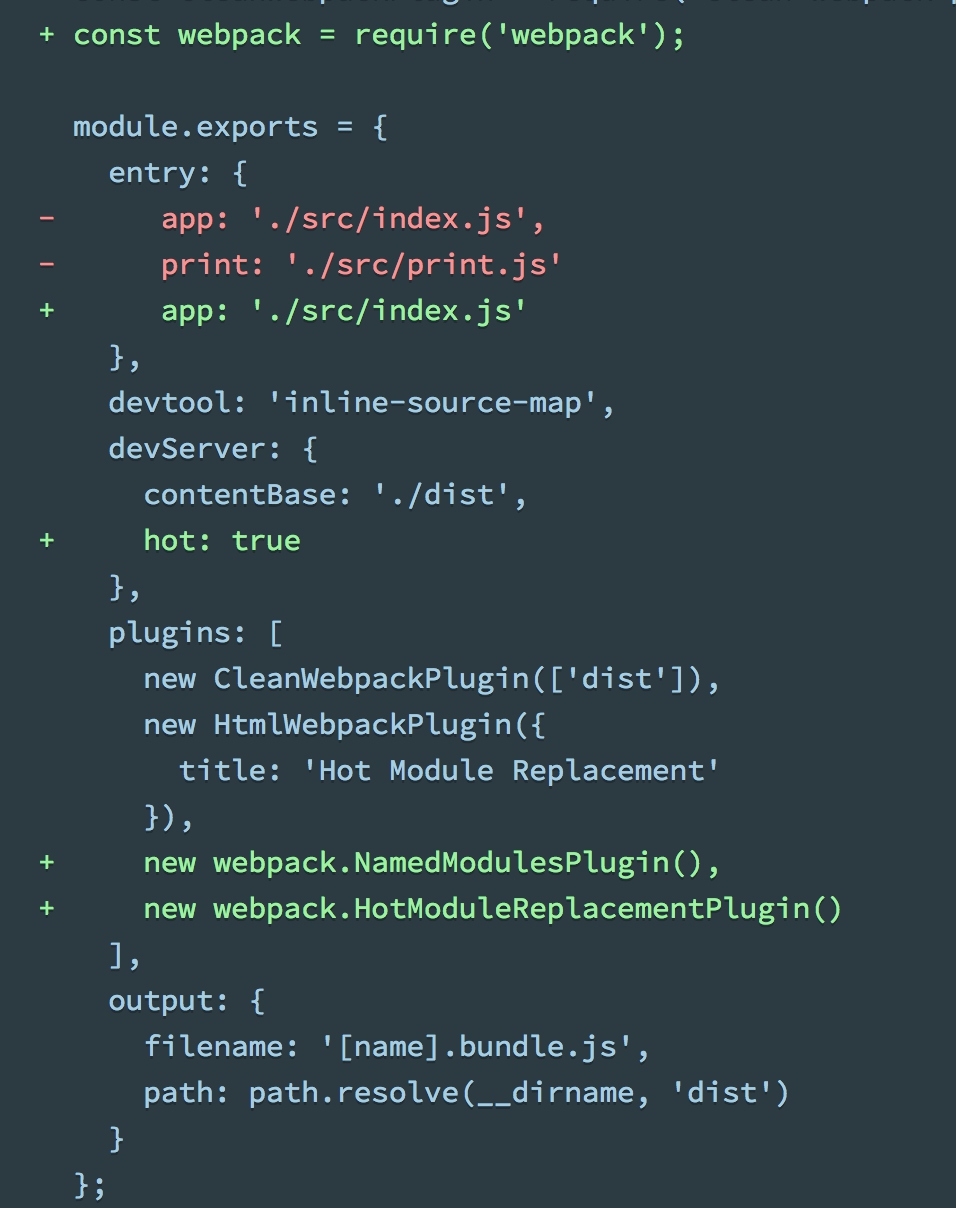 + const webpack = require('webpack');
module.exports = {
entry: {
- app: './src/index.js',
- print: './src/print.js'
+ app: './src/index.js'
},
devtool: 'inline-source-map',
devServer: {
contentBase: './dist',
+ hot: true
},
plugins: [
new CleanWebpackPlugin(['dist']),
new HtmlWebpackPlugin({
title: 'Hot Module Replacement'
}),
+ new webpack.NamedModulesPlugin(),
+ new webpack.HotModuleReplacementPlugin()
],
output: {
filename: '[name].bundle.js',
path: path.resolve(__dirname, 'dist')
}
};